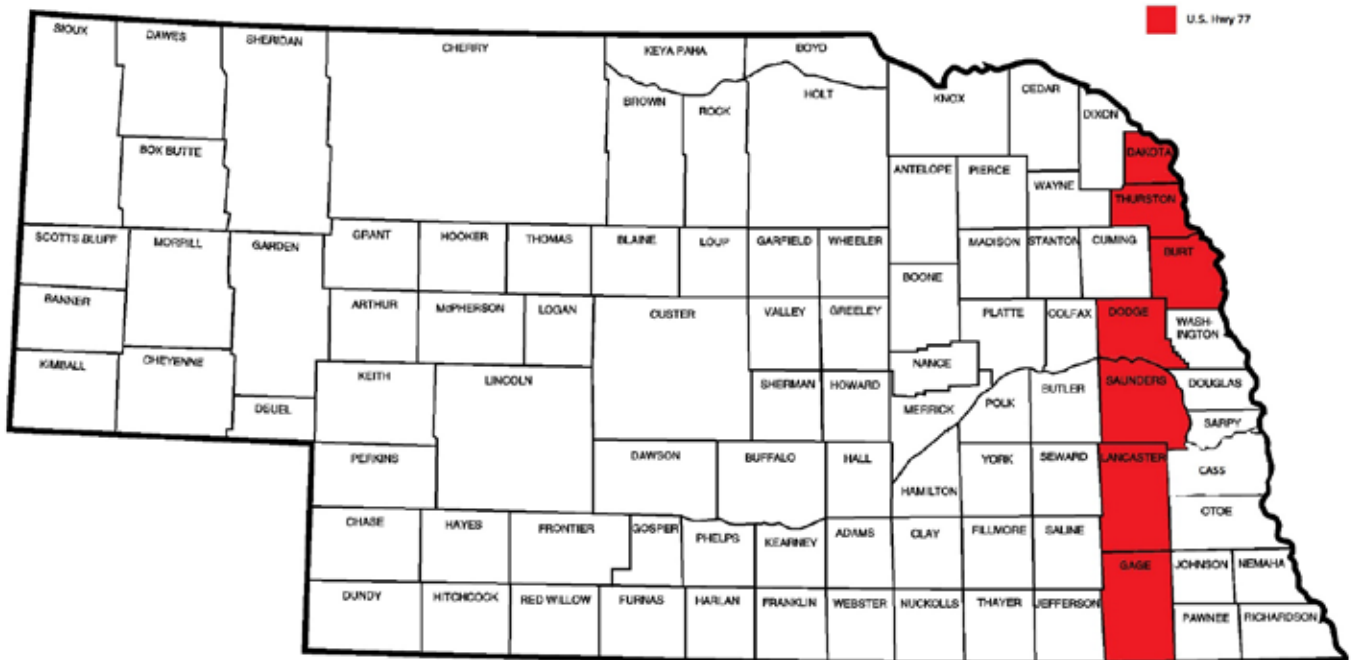 U.S. Hwy 77
SIOUX
DAWES
SHERIDAN
CHERRY
KEYA PAHA
BOYD
BROWN
ROCK
HOLT
KNOX
CEDAR
DIXON
DAKOTA
BOX BUTTE
ANTELOPE
PIERCE
WAYNE
THURSTON
SCOTTS BLUFF
MORRILL
GARDEN
GRANT
HOOKER
THOMAS
BLAINE
LOUP
GARFIELD
WHEELER
MADISON
STANTON
CUMING
BURT
BOONE
BANNER
ARTHUR
McPHERSON
LOGAN
CUSTER
VALLEY
GREELEY
PLATTE
COLFAX
DODGE
WASH-
INGTON
KIMBALL
CHEYENNE
KEITH
LINCOLN
NANCE
SHERMAN
HOWARD
MERRICK
POLK
BUTLER
SAUNDERS
DOUGLAS
DEUEL
SARPY
PERKINS
DAWSON
BUFFALO
HALL
HAMILTON
YORK
SEWARD
LANCASTER
CASS
OTOE
CHASE
HAYES
FRONTIER
GOSPER
PHELPS
KEARNEY
ADAMS
CLAY
FILLMORE
SALINE
GAGE
JOHNSON
NEMAHA
DUNDY
HITCHCOCK
RED WILLOW
FURNAS
HARLAN
FRANKLIN
WEBSTER
NUCKOLLS
THAYER
JEFFERSON
PAWNEE
RICHARDSON